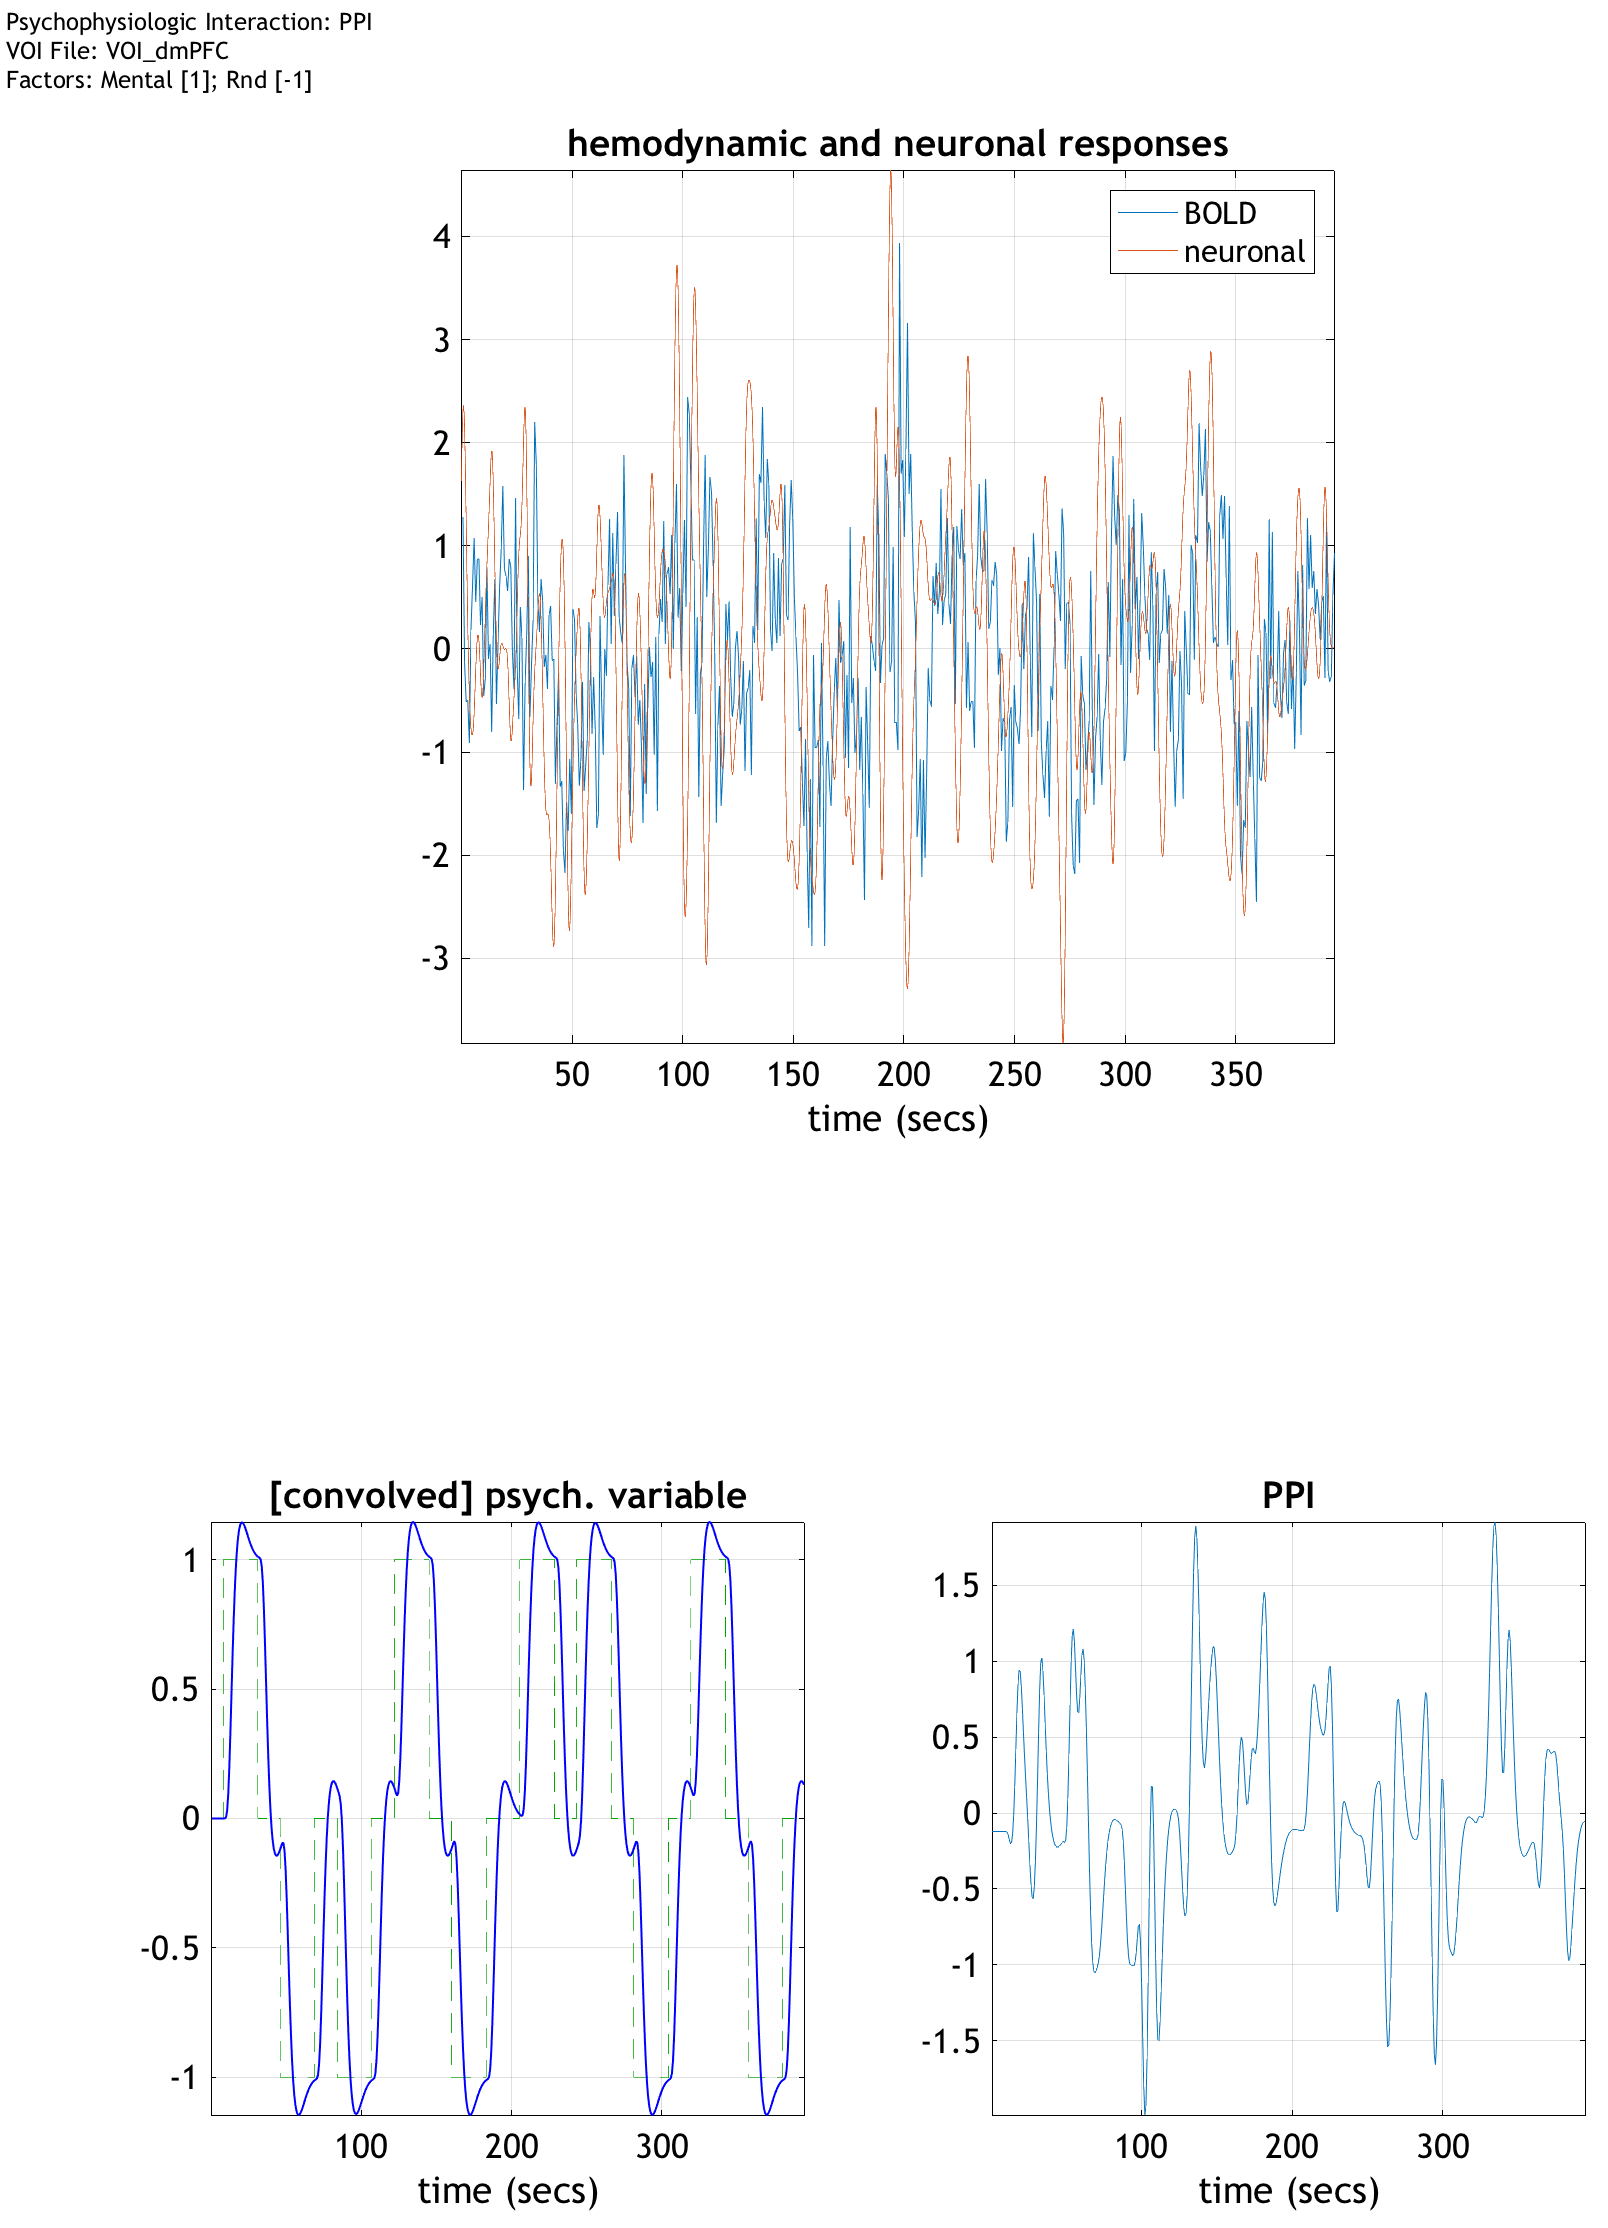 Psychophysiologic Interaction: PPI
VOI File: VOI_dmPFC
Factors: Mental [1]; Rnd [-1]
hemodynamic and neuronal responses
BOLD
neuronal
4
3
2
1
0
-1
-2
-3
50 100 150 200 250 300 350
time (secs)
[convolved] psych. variable
1
0.5
0
-0.5
-1
100 200 300
time (secs)
PPI
1.5
1
0.5
0
-0.5
-1
-1.5
100 200 300
time (secs)